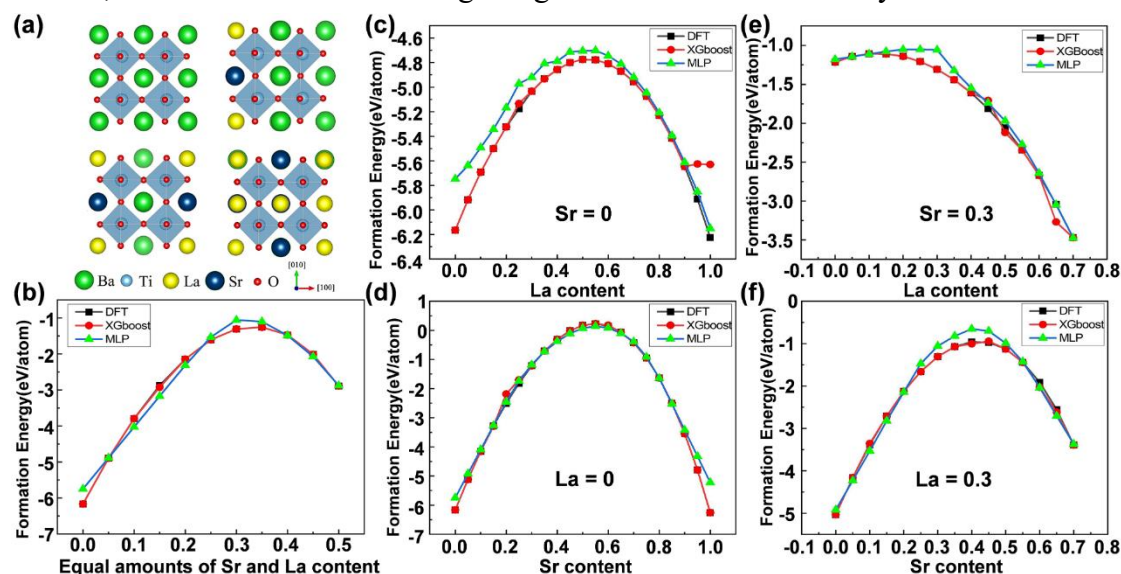 (a)
Ba Ti La Sr O
[010]
[100]
(b)
DFT
XGboost
MLP
Formation Energy(eV/atom)
-1
-2
-3
-4
-5
-6
-7
0.0 0.1 0.2 0.3 0.4 0.5
Equal amounts of Sr and La content
(c)
DFT
XGboost
MLP
Formation Energy(eV/atom)
-4.6
-4.8
-5.0
-5.2
-5.4
-5.6
-5.8
-6.0
-6.2
-6.4
Sr = 0
0.0 0.2 0.4 0.6 0.8 1.0
La content
(d)
DFT
XGboost
MLP
Formation Energy(eV/atom)
1
0
-1
-2
-3
-4
-5
-6
-7
La = 0
0.0 0.2 0.4 0.6 0.8 1.0
Sr content
(e)
DFT
XGboost
MLP
Formation Energy(eV/atom)
-1.0
-1.5
-2.0
-2.5
-3.0
-3.5
Sr = 0.3
-0.1 0.0 0.1 0.2 0.3 0.4 0.5 0.6 0.7 0.8
La content
(f)
DFT
XGboost
MLP
Formation Energy(eV/atom)
0
-1
-2
-3
-4
-5
La = 0.3
-0.1 0.0 0.1 0.2 0.3 0.4 0.5 0.6 0.7 0.8
Sr content